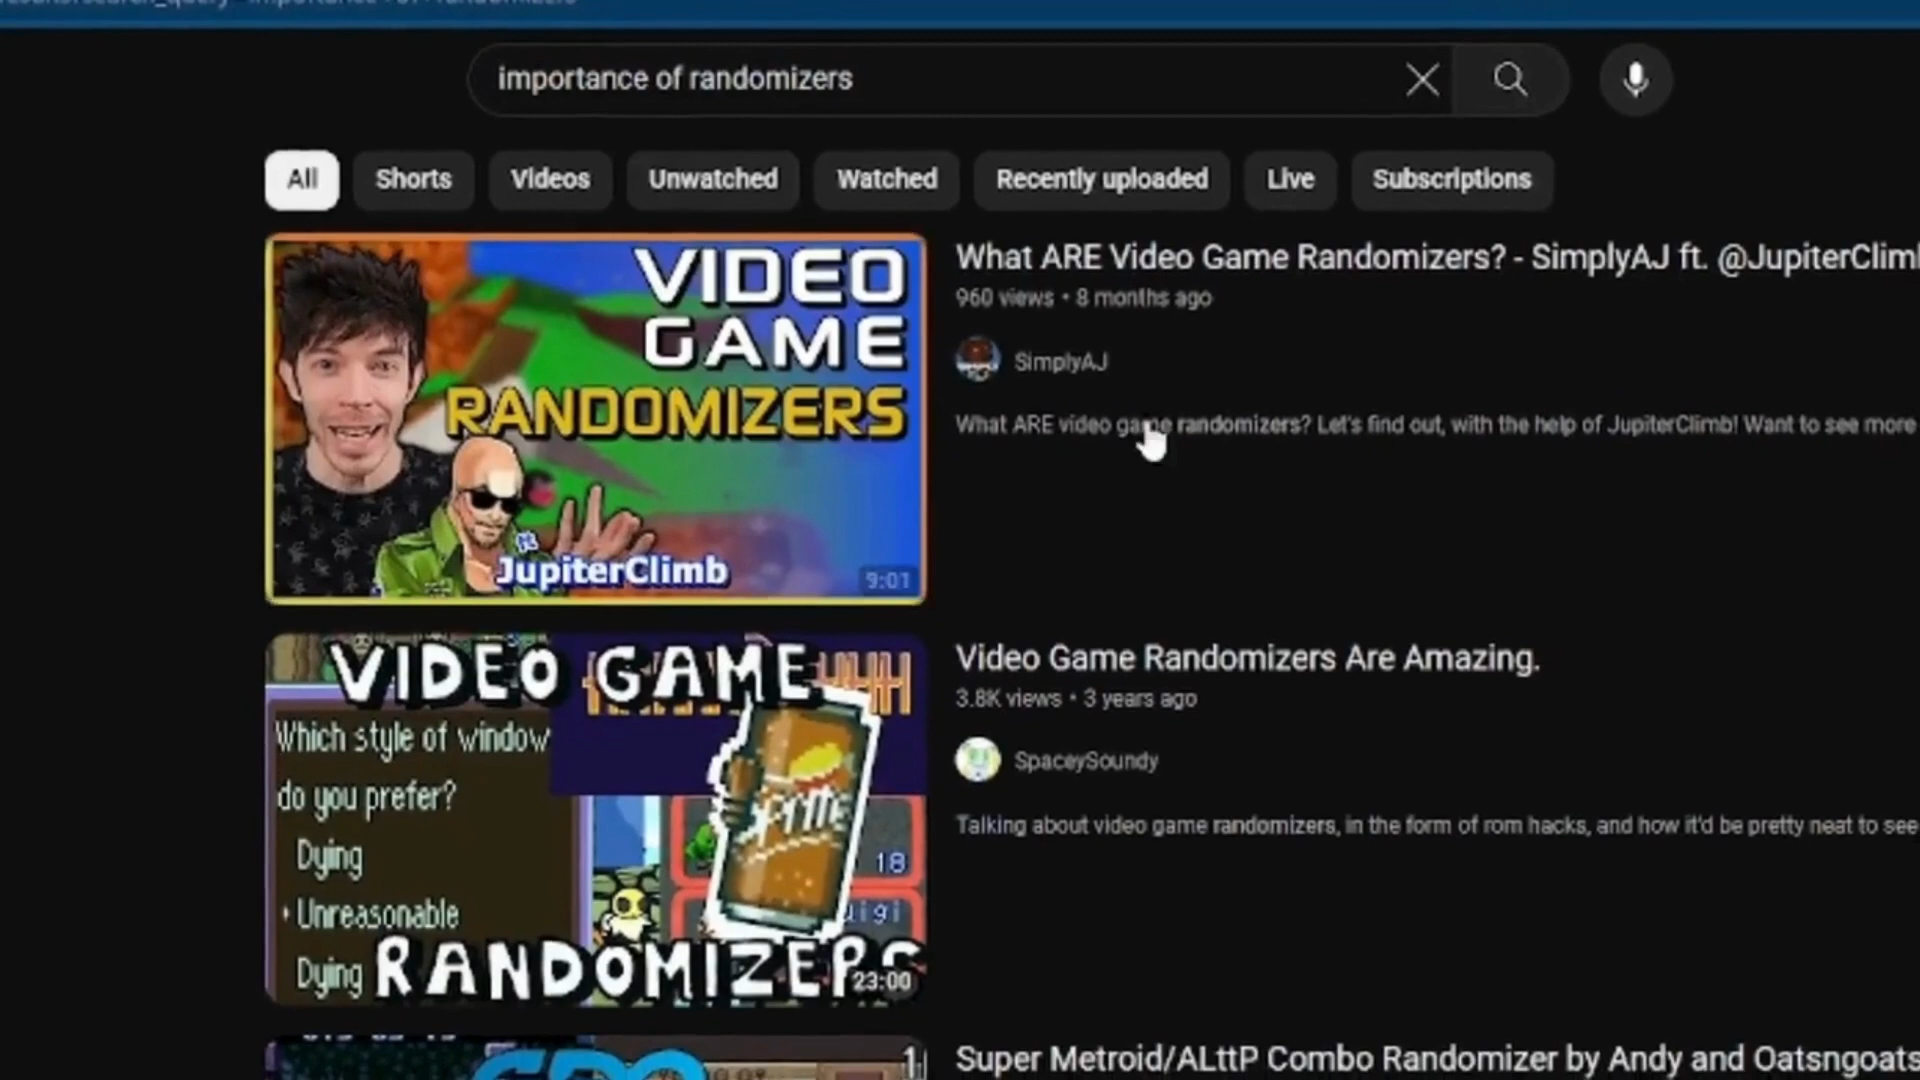 importance of randomizers
All
Shorts
Videos
Unwatched
Watched
Recently uploaded
Live
Subscriptions
VIDEO
GAME
RANDOMIZERS
ft
JupiterClimb
9:01
What ARE Video Game Randomizers? - SimplyAJ ft. @JupiterClim
960 views • 8 months ago
SimplyAJ
What ARE video game randomizers? Let's find out, with the help of JupiterClimb! Want to see more
VIDEO GAME
Which style of window
do you prefer?
Dying
• Unreasonable
Dying
Sprite
18
uigi
RANDOMIZERS
23:00
Video Game Randomizers Are Amazing.
3.8K views • 3 years ago
SpaceySoundy
Talking about video game randomizers, in the form of rom hacks, and how it'd be pretty neat to see
Super Metroid/ALttP Combo Randomizer by Andy and Oatsngoats